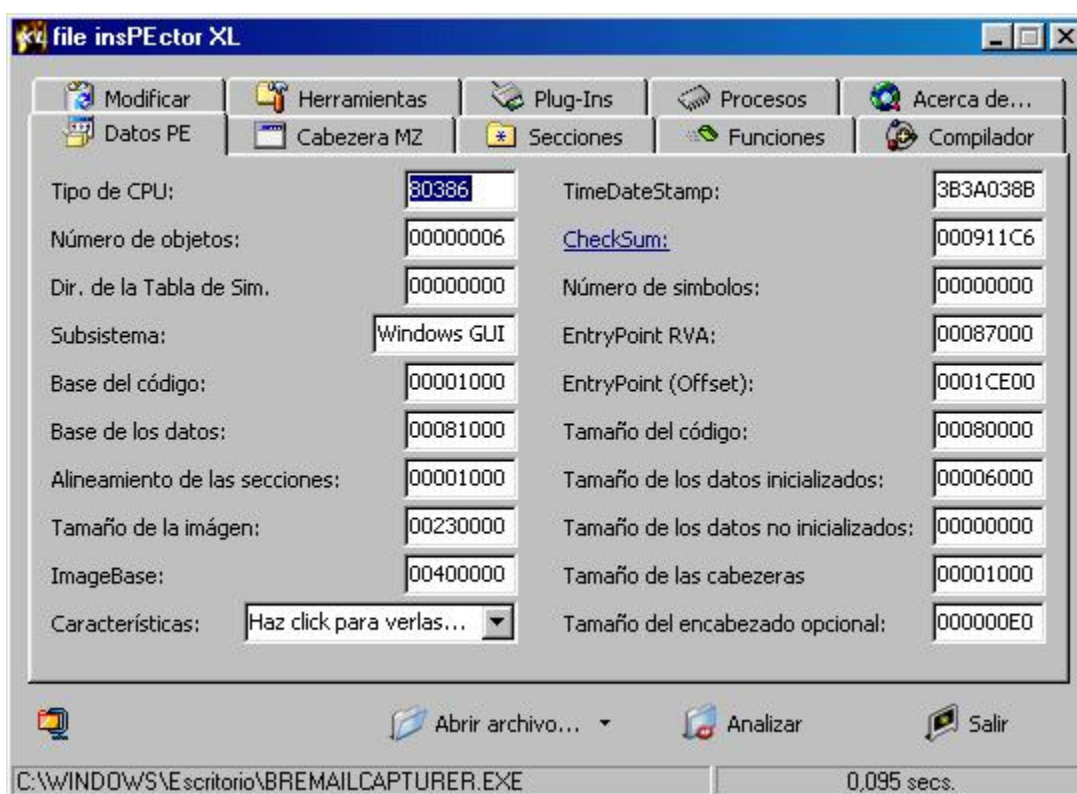 file insPEctor XL
Modificar Herramientas Plug-Ins Procesos Acerca de...
Datos PE Cabezera MZ Secciones Funciones Compilador
Tipo de CPU: 80386 TimeDateStamp: 3B3A038B
Número de objetos: 00000006 CheckSum: 000911C6
Dir. de la Tabla de Sim. 00000000 Número de simbolos: 00000000
Subsistema: Windows GUI EntryPoint RVA: 00087000
Base del código: 00001000 EntryPoint (Offset): 0001CE00
Base de los datos: 00081000 Tamaño del código: 00080000
Alineamiento de las secciones: 00001000 Tamaño de los datos inicializados: 00006000
Tamaño de la imágen: 00230000 Tamaño de los datos no inicializados: 00000000
ImageBase: 00400000 Tamaño de las cabezeras 00001000
Características: Haz click para verlas... Tamaño del encabezado opcional: 000000E0
Abrir archivo... Analizar Salir
C:\WINDOWS\Escritorio\BREMAILCAPTURER.EXE 0,095 secs.